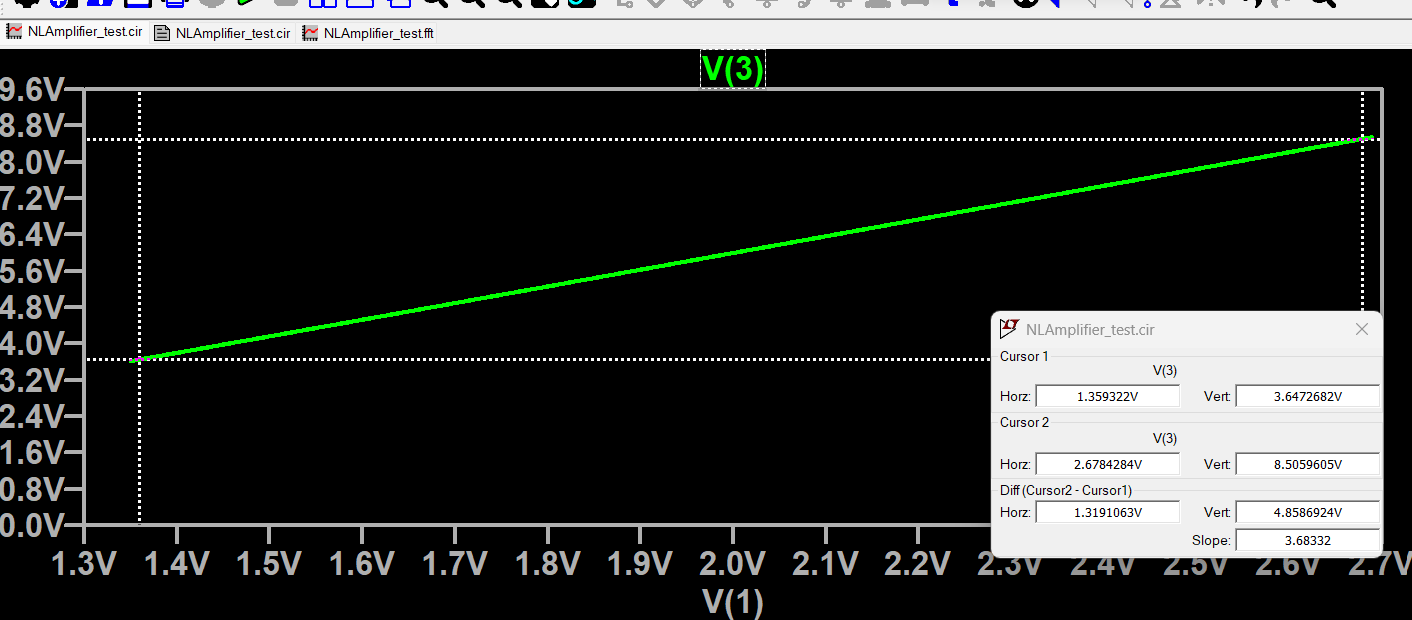 NLAmplifier_test.cir NLAmplifier_test.cir NLAmplifier_test.fft
V(3)
9.6V
8.8V
8.0V
7.2V
6.4V
5.6V
4.8V
4.0V
3.2V
2.4V
1.6V
0.8V
0.0V
NLAmplifier_test.cir
Cursor 1
V(3)
Horz: 1.359322V Vert: 3.6472682V
Cursor 2
V(3)
Horz: 2.6784284V Vert: 8.5059605V
Diff (Cursor2 - Cursor1)
Horz: 1.3191063V Vert: 4.8586924V
Slope: 3.68332
1.3V 1.4V 1.5V 1.6V 1.7V 1.8V 1.9V 2.0V 2.1V 2.2V 2.3V 2.4V 2.5V 2.6V 2.7V
V(1)